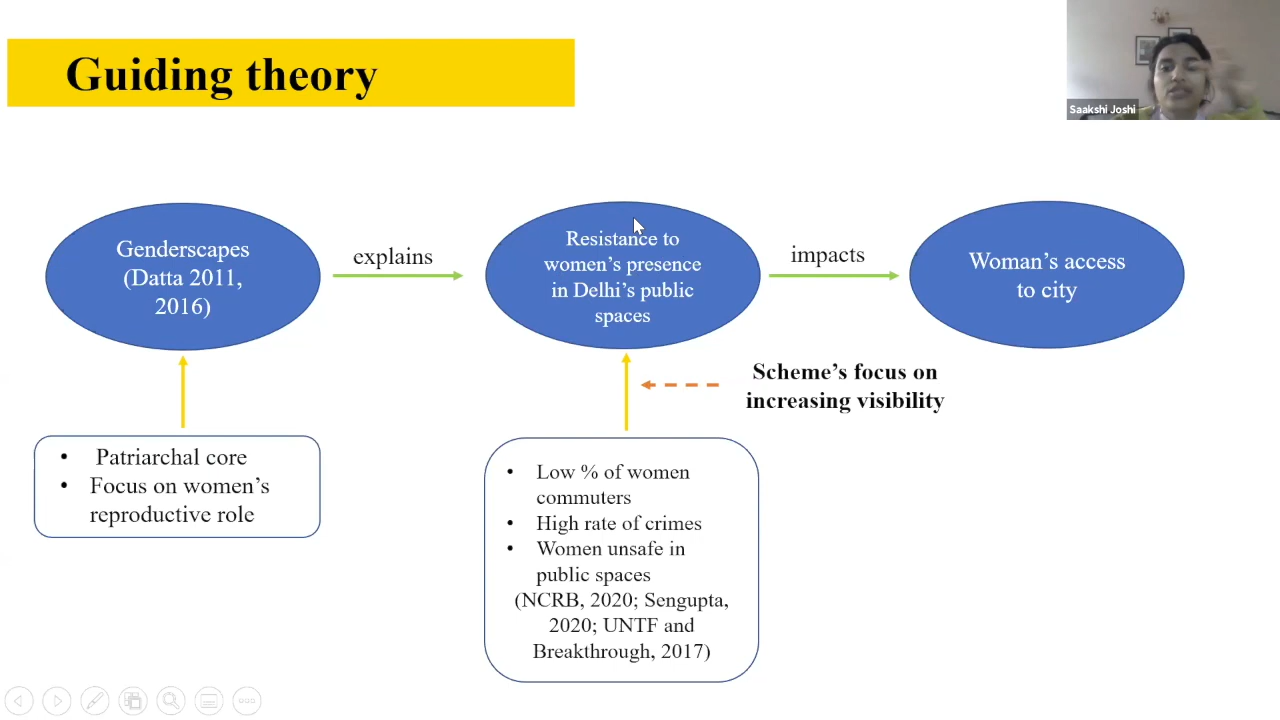 Guiding theory
Saakshi Joshi
Genderscapes
(Datta 2011,
2016)
explains
Resistance to
women's presence
in Delhi's public
spaces
impacts
Woman's access
to city
Scheme's focus on
increasing visibility
• Patriarchal core
• Focus on women's
reproductive role
• Low % of women
commuters
• High rate of crimes
• Women unsafe in
public spaces
(NCRB, 2020; Sengupta,
2020; UNTF and
Breakthrough, 2017)